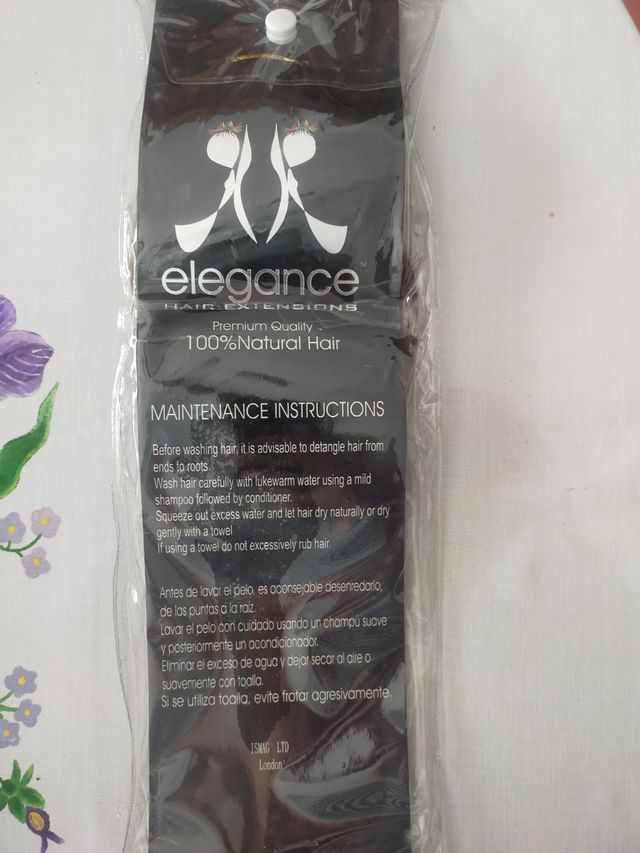 elegance™
HAIR EXTENSIONS
Premium Quality
100%Natural Hair
MAINTENANCE INSTRUCTIONS
Before washing hair, it is advisable to detangle hair from
ends to roots.
Wash hair carefully with lukewarm water using a mild
shampoo followed by conditioner.
Squeeze out excess water and let hair dry naturally or dry
gently with a towel
If using a towel do not excessively rub hair.
Antes de lavar el pelo, es aconsejable desenredarlo,
de las puntas a la raiz.
Lavar el pelo con cuidado usando un champú suave
y posteriormente un acondicionador.
Eliminar el exceso de agua y dejar secar al aire o
suavemente con toalla.
Si se utiliza toalla, evite frotar agresivamente.
ISMAG LTD
London